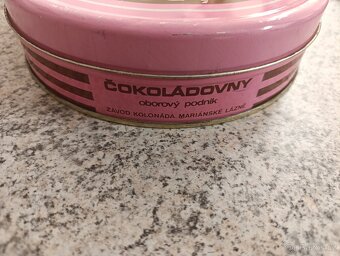 ČOKOLÁDOVNY
oborový podnik
ZÁVOD KOLONÁDA MARIÁNSKÉ LÁZNĚ